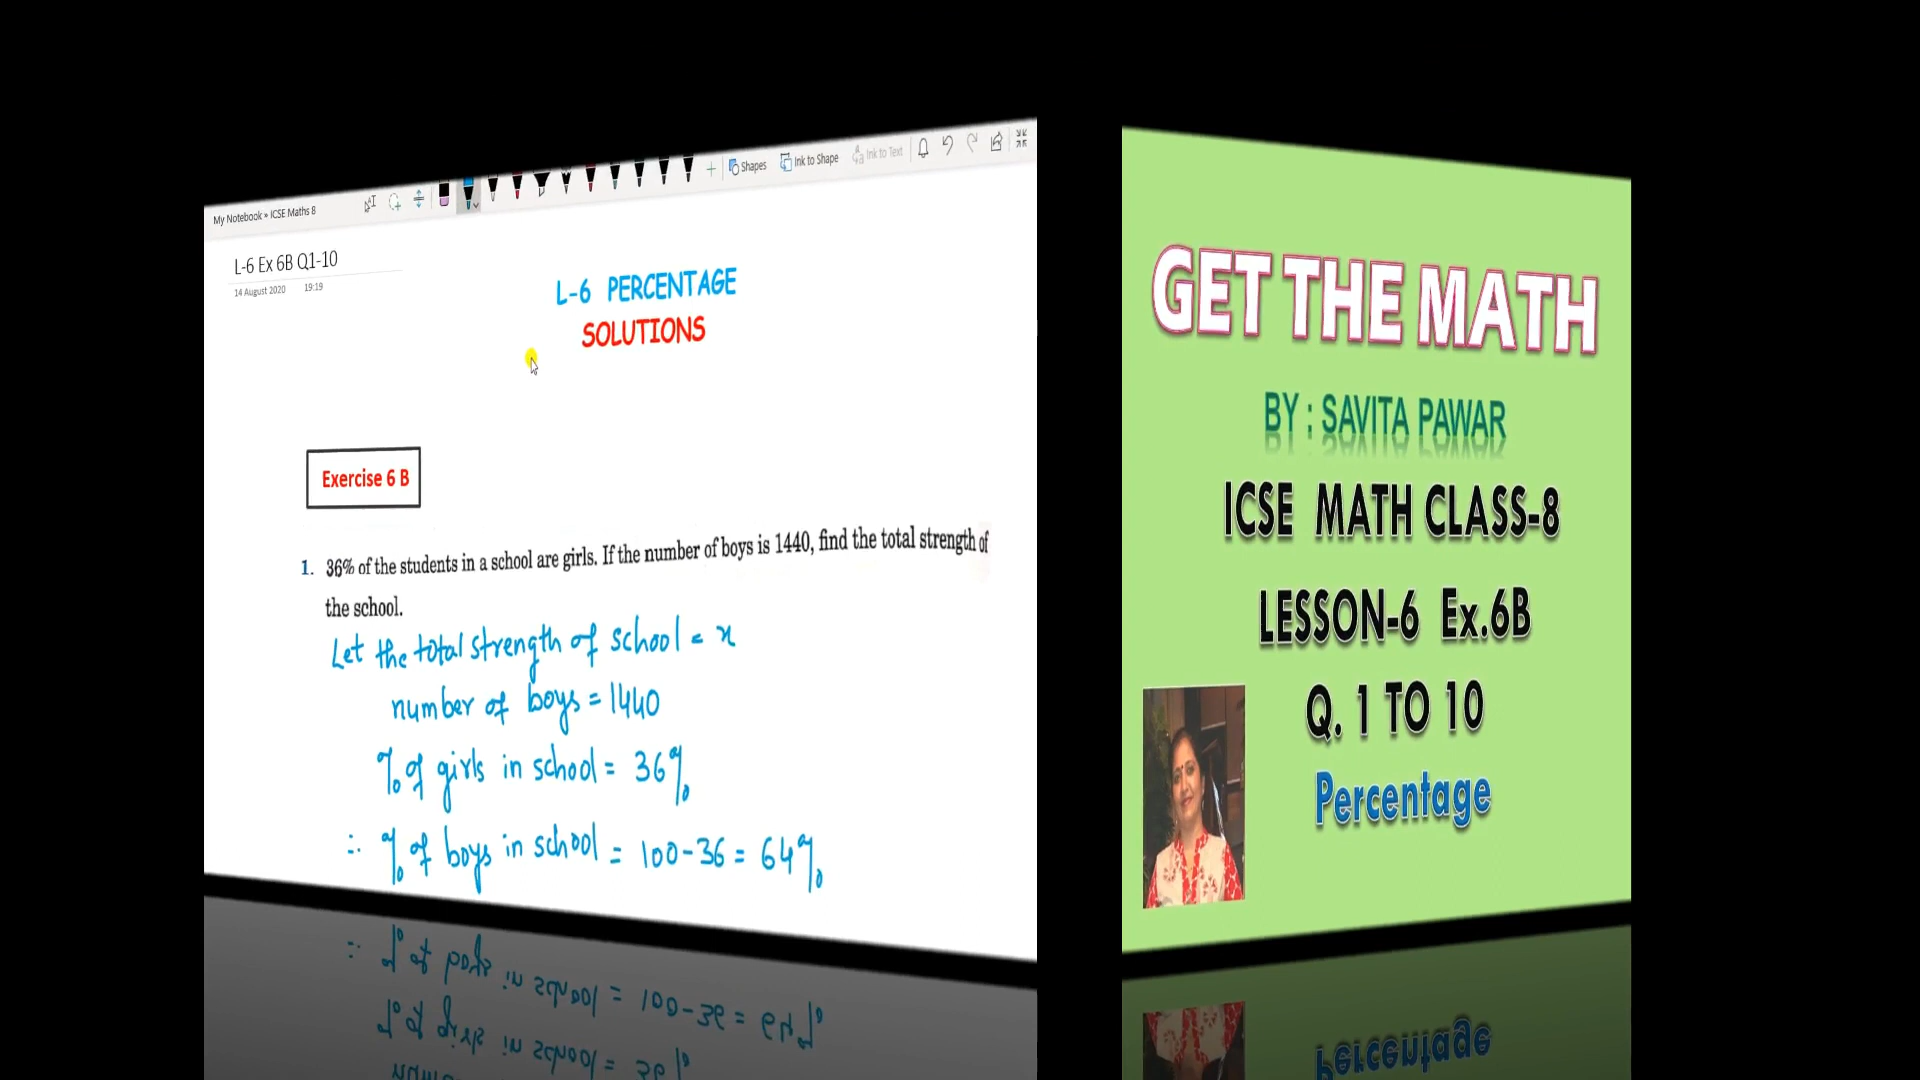 My Notebook » ICSE Maths 8
Shapes
Ink to Shape
Ink to Text
L-6 Ex 6B Q1-10
14 August 2020 19:19
L-6 PERCENTAGE
SOLUTIONS
Exercise 6 B
1. 36% of the students in a school are girls. If the number of boys is 1440, find the total strength of
the school.
Let the total strength of school = x
number of boys = 1440
% of girls in school = 36%
∴ % of boys in school = 100-36 = 64%
GET THE MATH
BY : SAVITA PAWAR
ICSE MATH CLASS-8
LESSON-6 Ex.6B
Q. 1 TO 10
Percentage